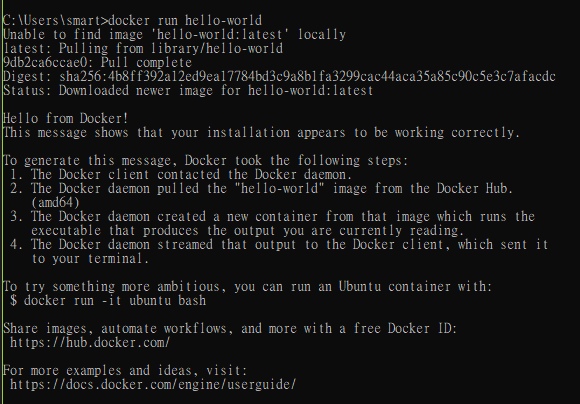 C:\Users\smart>docker run hello-world
Unable to find image 'hello-world:latest' locally
latest: Pulling from library/hello-world
9db2ca6ccae0: Pull complete
Digest: sha256:4b8ff392a12ed9ea17784bd3c9a8b1fa3299cac44aca35a85c90c5e3c7afacdc
Status: Downloaded newer image for hello-world:latest
Hello from Docker!
This message shows that your installation appears to be working correctly.
To generate this message, Docker took the following steps:
1. The Docker client contacted the Docker daemon.
2. The Docker daemon pulled the "hello-world" image from the Docker Hub.
(amd64)
3. The Docker daemon created a new container from that image which runs the
executable that produces the output you are currently reading.
4. The Docker daemon streamed that output to the Docker client, which sent it
to your terminal.
To try something more ambitious, you can run an Ubuntu container with:
$ docker run -it ubuntu bash
Share images, automate workflows, and more with a free Docker ID:
https://hub.docker.com/
For more examples and ideas, visit:
https://docs.docker.com/engine/userguide/